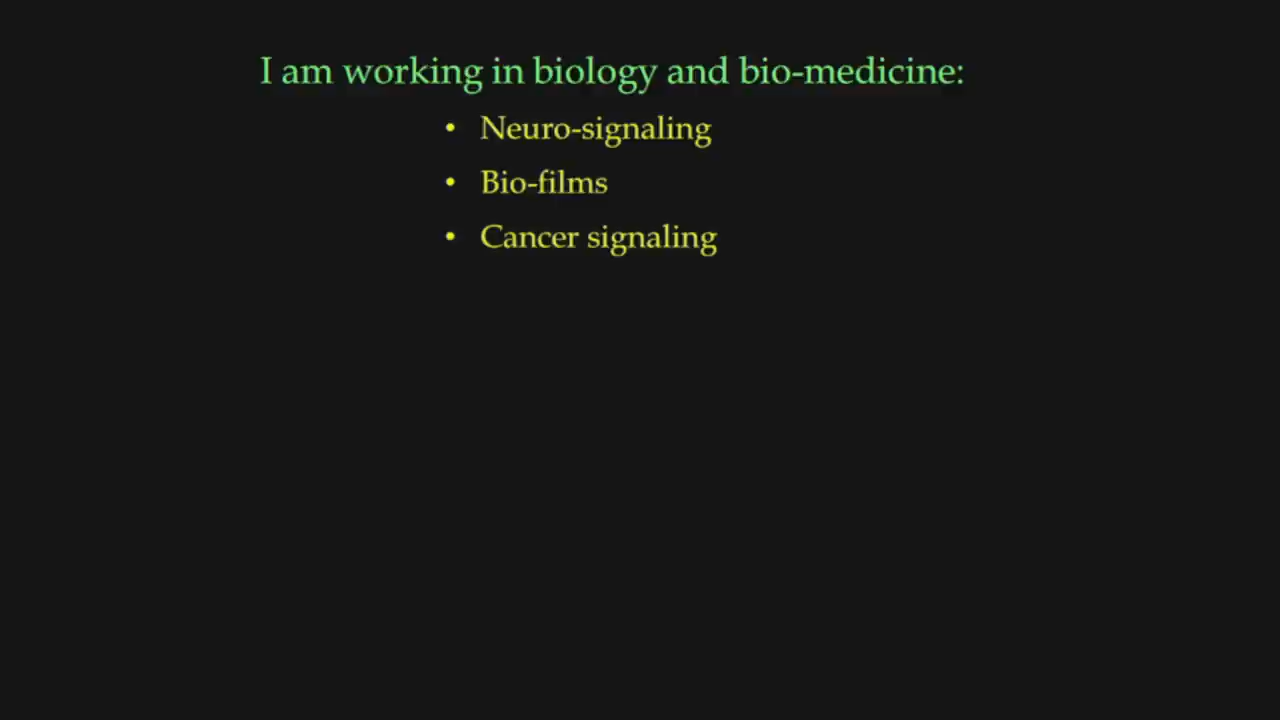 I am working in biology and bio-medicine:
• Neuro-signaling
• Bio-films
• Cancer signaling